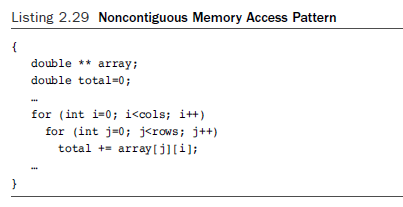 Listing 2.29 Noncontiguous Memory Access Pattern
{
double ** array;
double total=0;
…
for (int i=0; i<cols; i++)
for (int j=0; j<rows; j++)
total += array[j][i];
…
}